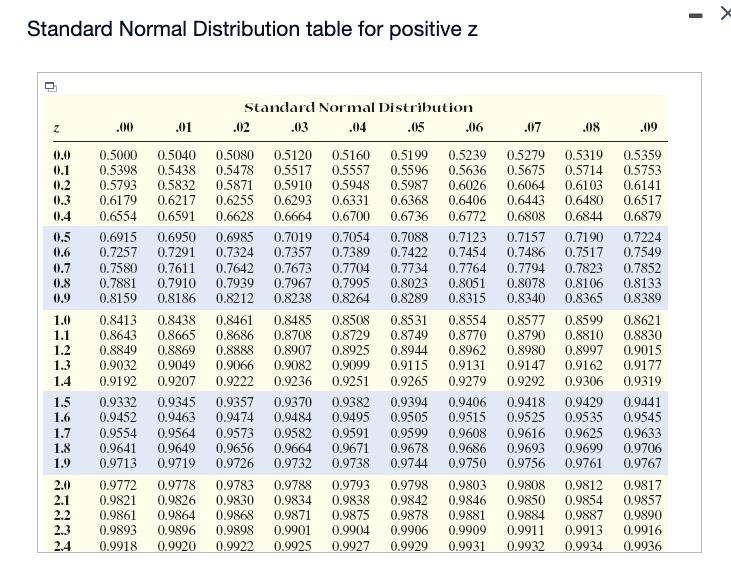 Standard Normal Distribution table for positive z
Standard Normal Distribution
z .00 .01 .02 .03 .04 .05 .06 .07 .08 .09
0.0 0.5000 0.5040 0.5080 0.5120 0.5160 0.5199 0.5239 0.5279 0.5319 0.5359
0.1 0.5398 0.5438 0.5478 0.5517 0.5557 0.5596 0.5636 0.5675 0.5714 0.5753
0.2 0.5793 0.5832 0.5871 0.5910 0.5948 0.5987 0.6026 0.6064 0.6103 0.6141
0.3 0.6179 0.6217 0.6255 0.6293 0.6331 0.6368 0.6406 0.6443 0.6480 0.6517
0.4 0.6554 0.6591 0.6628 0.6664 0.6700 0.6736 0.6772 0.6808 0.6844 0.6879
0.5 0.6915 0.6950 0.6985 0.7019 0.7054 0.7088 0.7123 0.7157 0.7190 0.7224
0.6 0.7257 0.7291 0.7324 0.7357 0.7389 0.7422 0.7454 0.7486 0.7517 0.7549
0.7 0.7580 0.7611 0.7642 0.7673 0.7704 0.7734 0.7764 0.7794 0.7823 0.7852
0.8 0.7881 0.7910 0.7939 0.7967 0.7995 0.8023 0.8051 0.8078 0.8106 0.8133
0.9 0.8159 0.8186 0.8212 0.8238 0.8264 0.8289 0.8315 0.8340 0.8365 0.8389
1.0 0.8413 0.8438 0.8461 0.8485 0.8508 0.8531 0.8554 0.8577 0.8599 0.8621
1.1 0.8643 0.8665 0.8686 0.8708 0.8729 0.8749 0.8770 0.8790 0.8810 0.8830
1.2 0.8849 0.8869 0.8888 0.8907 0.8925 0.8944 0.8962 0.8980 0.8997 0.9015
1.3 0.9032 0.9049 0.9066 0.9082 0.9099 0.9115 0.9131 0.9147 0.9162 0.9177
1.4 0.9192 0.9207 0.9222 0.9236 0.9251 0.9265 0.9279 0.9292 0.9306 0.9319
1.5 0.9332 0.9345 0.9357 0.9370 0.9382 0.9394 0.9406 0.9418 0.9429 0.9441
1.6 0.9452 0.9463 0.9474 0.9484 0.9495 0.9505 0.9515 0.9525 0.9535 0.9545
1.7 0.9554 0.9564 0.9573 0.9582 0.9591 0.9599 0.9608 0.9616 0.9625 0.9633
1.8 0.9641 0.9649 0.9656 0.9664 0.9671 0.9678 0.9686 0.9693 0.9699 0.9706
1.9 0.9713 0.9719 0.9726 0.9732 0.9738 0.9744 0.9750 0.9756 0.9761 0.9767
2.0 0.9772 0.9778 0.9783 0.9788 0.9793 0.9798 0.9803 0.9808 0.9812 0.9817
2.1 0.9821 0.9826 0.9830 0.9834 0.9838 0.9842 0.9846 0.9850 0.9854 0.9857
2.2 0.9861 0.9864 0.9868 0.9871 0.9875 0.9878 0.9881 0.9884 0.9887 0.9890
2.3 0.9893 0.9896 0.9898 0.9901 0.9904 0.9906 0.9909 0.9911 0.9913 0.9916
2.4 0.9918 0.9920 0.9922 0.9925 0.9927 0.9929 0.9931 0.9932 0.9934 0.9936